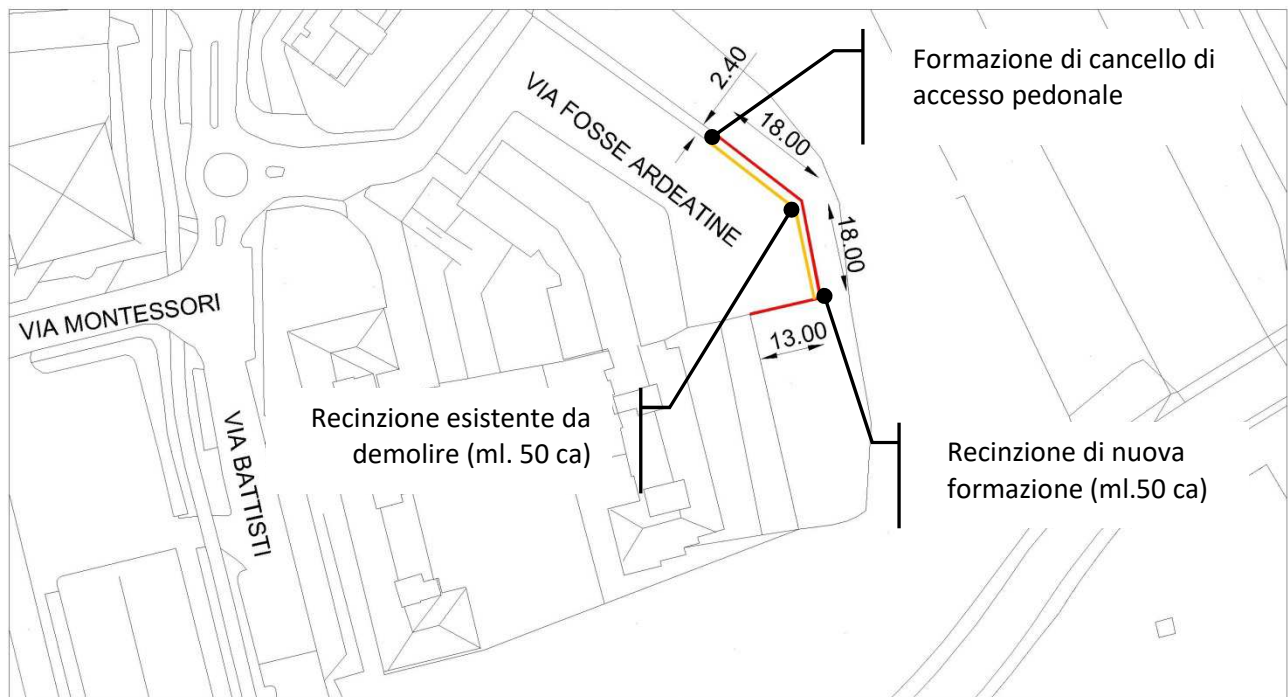 Formazione di cancello di
accesso pedonale
2.40
18.00
VIA FOSSE ARDEATINE
18.00
VIA MONTESSORI
13.00
Recinzione esistente da
demolire (ml. 50 ca)
VIA BATTISTI
Recinzione di nuova
formazione (ml.50 ca)